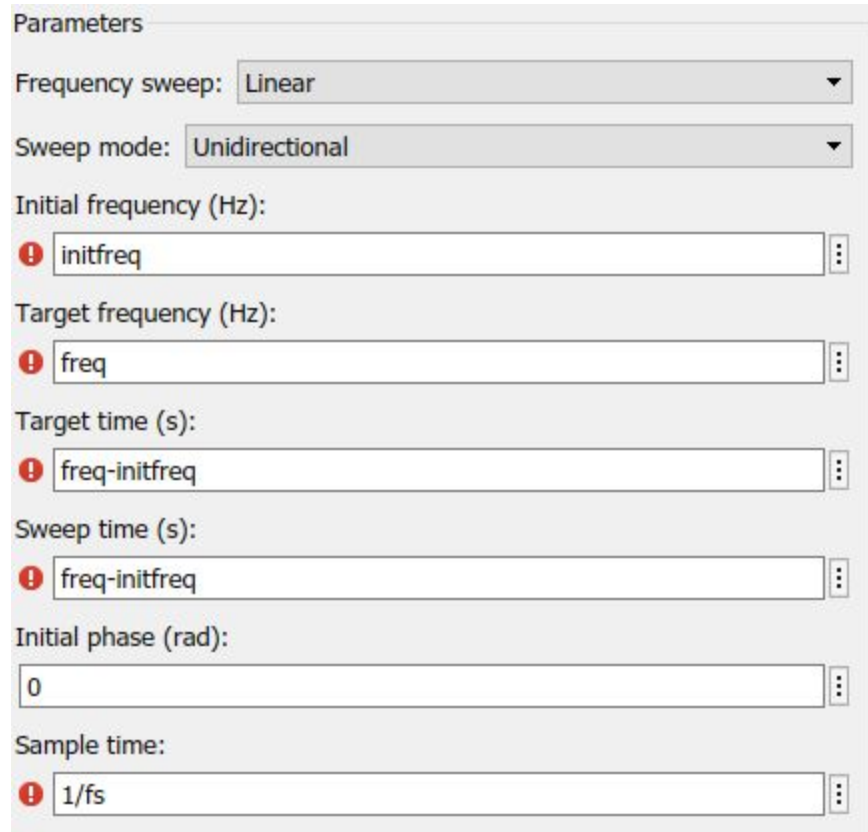 Parameters
Frequency sweep: Linear
Sweep mode: Unidirectional
Initial frequency (Hz):
initfreq
Target frequency (Hz):
freq
Target time (s):
freq-initfreq
Sweep time (s):
freq-initfreq
Initial phase (rad):
0
Sample time:
1/fs